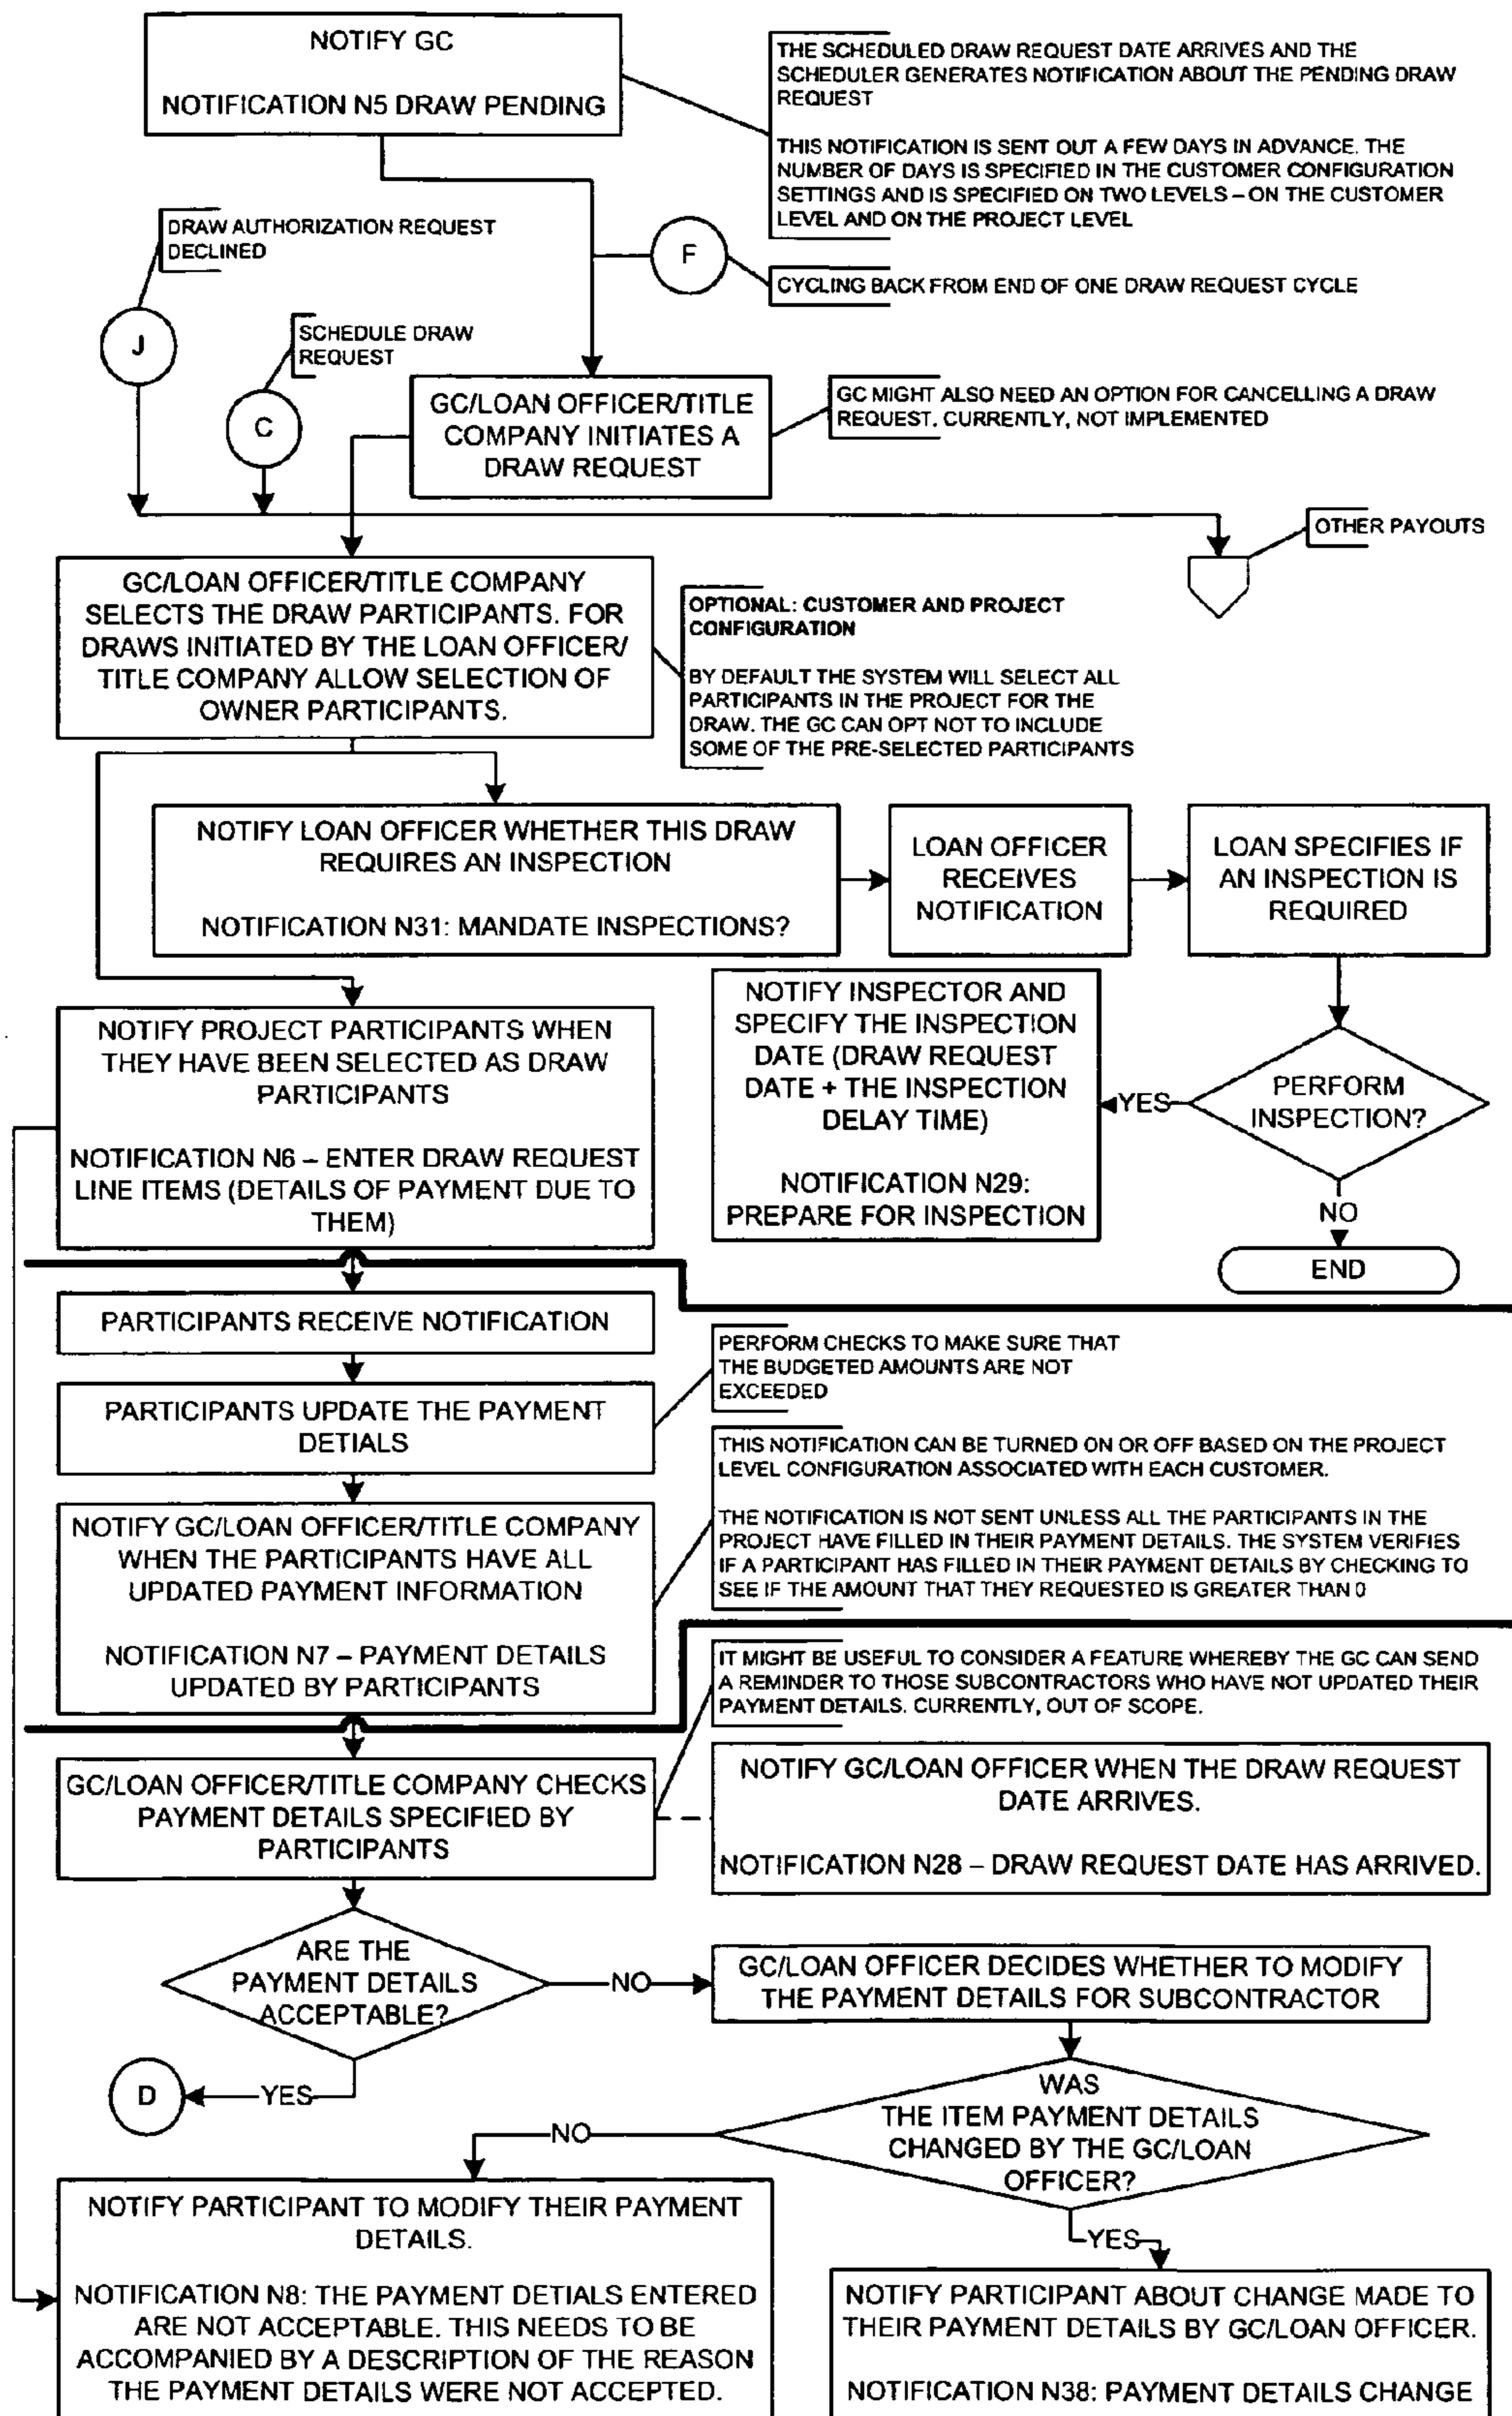 NOTIFY GC
NOTIFICATION N5 DRAW PENDING
THE SCHEDULED DRAW REQUEST DATE ARRIVES AND THE
SCHEDULER GENERATES NOTIFICATION ABOUT THE PENDING DRAW
REQUEST
THIS NOTIFICATION IS SENT OUT A FEW DAYS IN ADVANCE. THE
NUMBER OF DAYS IS SPECIFIED IN THE CUSTOMER CONFIGURATION
SETTINGS AND IS SPECIFIED ON TWO LEVELS – ON THE CUSTOMER
LEVEL AND ON THE PROJECT LEVEL
DRAW AUTHORIZATION REQUEST
DECLINED
F
CYCLING BACK FROM END OF ONE DRAW REQUEST CYCLE
J
SCHEDULE DRAW
REQUEST
C
GC/LOAN OFFICER/TITLE
COMPANY INITIATES A
DRAW REQUEST
GC MIGHT ALSO NEED AN OPTION FOR CANCELLING A DRAW
REQUEST. CURRENTLY, NOT IMPLEMENTED
OTHER PAYOUTS
GC/LOAN OFFICER/TITLE COMPANY
SELECTS THE DRAW PARTICIPANTS. FOR
DRAWS INITIATED BY THE LOAN OFFICER/
TITLE COMPANY ALLOW SELECTION OF
OWNER PARTICIPANTS.
OPTIONAL: CUSTOMER AND PROJECT
CONFIGURATION
BY DEFAULT THE SYSTEM WILL SELECT ALL
PARTICIPANTS IN THE PROJECT FOR THE
DRAW. THE GC CAN OPT NOT TO INCLUDE
SOME OF THE PRE-SELECTED PARTICIPANTS
NOTIFY LOAN OFFICER WHETHER THIS DRAW
REQUIRES AN INSPECTION
NOTIFICATION N31: MANDATE INSPECTIONS?
LOAN OFFICER
RECEIVES
NOTIFICATION
LOAN SPECIFIES IF
AN INSPECTION IS
REQUIRED
NOTIFY INSPECTOR AND
SPECIFY THE INSPECTION
DATE (DRAW REQUEST
DATE + THE INSPECTION
DELAY TIME)
NOTIFICATION N29:
PREPARE FOR INSPECTION
YES
PERFORM
INSPECTION?
NO
END
NOTIFY PROJECT PARTICIPANTS WHEN
THEY HAVE BEEN SELECTED AS DRAW
PARTICIPANTS
NOTIFICATION N6 – ENTER DRAW REQUEST
LINE ITEMS (DETAILS OF PAYMENT DUE TO
THEM)
PARTICIPANTS RECEIVE NOTIFICATION
PARTICIPANTS UPDATE THE PAYMENT
DETIALS
PERFORM CHECKS TO MAKE SURE THAT
THE BUDGETED AMOUNTS ARE NOT
EXCEEDED
NOTIFY GC/LOAN OFFICER/TITLE COMPANY
WHEN THE PARTICIPANTS HAVE ALL
UPDATED PAYMENT INFORMATION
NOTIFICATION N7 – PAYMENT DETAILS
UPDATED BY PARTICIPANTS
THIS NOTIFICATION CAN BE TURNED ON OR OFF BASED ON THE PROJECT
LEVEL CONFIGURATION ASSOCIATED WITH EACH CUSTOMER.
THE NOTIFICATION IS NOT SENT UNLESS ALL THE PARTICIPANTS IN THE
PROJECT HAVE FILLED IN THEIR PAYMENT DETAILS. THE SYSTEM VERIFIES
IF A PARTICIPANT HAS FILLED IN THEIR PAYMENT DETAILS BY CHECKING TO
SEE IF THE AMOUNT THAT THEY REQUESTED IS GREATER THAN 0
IT MIGHT BE USEFUL TO CONSIDER A FEATURE WHEREBY THE GC CAN SEND
A REMINDER TO THOSE SUBCONTRACTORS WHO HAVE NOT UPDATED THEIR
PAYMENT DETAILS. CURRENTLY, OUT OF SCOPE.
GC/LOAN OFFICER/TITLE COMPANY CHECKS
PAYMENT DETAILS SPECIFIED BY
PARTICIPANTS
NOTIFY GC/LOAN OFFICER WHEN THE DRAW REQUEST
DATE ARRIVES.
NOTIFICATION N28 – DRAW REQUEST DATE HAS ARRIVED.
ARE THE
PAYMENT DETAILS
ACCEPTABLE?
NO
GC/LOAN OFFICER DECIDES WHETHER TO MODIFY
THE PAYMENT DETAILS FOR SUBCONTRACTOR
D
YES
WAS
THE ITEM PAYMENT DETAILS
CHANGED BY THE GC/LOAN
OFFICER?
NO
YES
NOTIFY PARTICIPANT TO MODIFY THEIR PAYMENT
DETAILS.
NOTIFICATION N8: THE PAYMENT DETIALS ENTERED
ARE NOT ACCEPTABLE. THIS NEEDS TO BE
ACCOMPANIED BY A DESCRIPTION OF THE REASON
THE PAYMENT DETAILS WERE NOT ACCEPTED.
NOTIFY PARTICIPANT ABOUT CHANGE MADE TO
THEIR PAYMENT DETAILS BY GC/LOAN OFFICER.
NOTIFICATION N38: PAYMENT DETAILS CHANGE